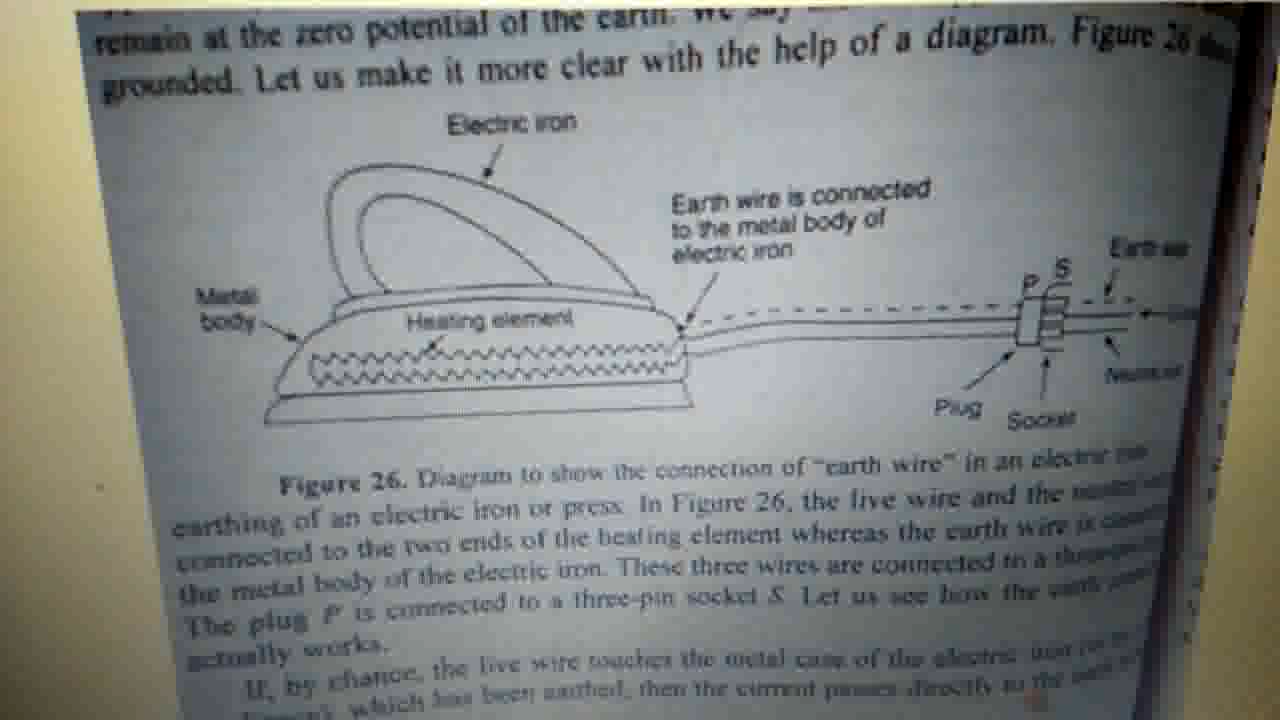 remain at the zero potential of the earth. We say
grounded. Let us make it more clear with the help of a diagram. Figure 26
Electric iron
Earth wire is connected
to the metal body of
electric iron
Metal
body
Heating element
P
S
Earth
Plug
Socket
Figure 26. Diagram to show the connection of "earth wire" in an electric
earthing of an electric iron or press. In Figure 26, the live wire and the
connected to the two ends of the heating element whereas the earth wire is
the metal body of the electric iron. These three wires are connected to a
The plug P is connected to a three-pin socket S. Let us see how the earth
actually works.
If, by chance, the live wire touches the metal case of the electric iron
which has been earthed, then the current passes directly to the